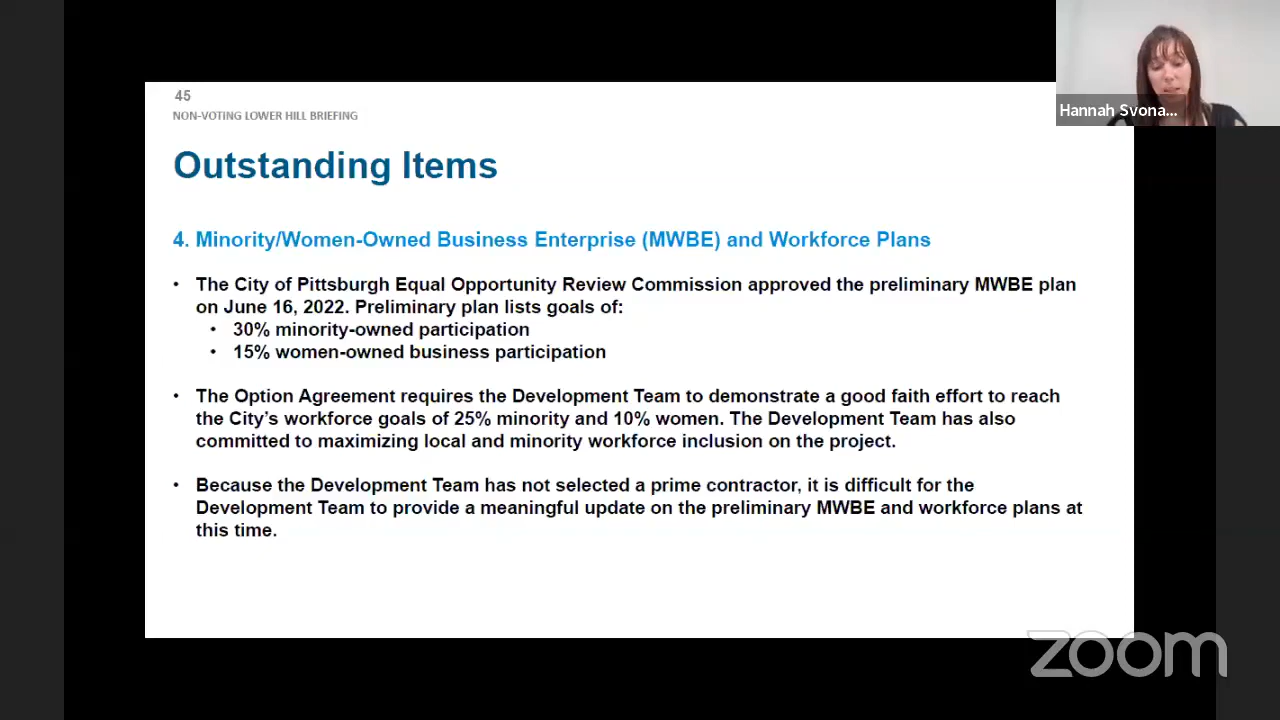 45
NON-VOTING LOWER HILL BRIEFING
Hannah Svona...
Outstanding Items
4. Minority/Women-Owned Business Enterprise (MWBE) and Workforce Plans
• The City of Pittsburgh Equal Opportunity Review Commission approved the preliminary MWBE plan
on June 16, 2022. Preliminary plan lists goals of:
• 30% minority-owned participation
• 15% women-owned business participation
• The Option Agreement requires the Development Team to demonstrate a good faith effort to reach
the City's workforce goals of 25% minority and 10% women. The Development Team has also
committed to maximizing local and minority workforce inclusion on the project.
• Because the Development Team has not selected a prime contractor, it is difficult for the
Development Team to provide a meaningful update on the preliminary MWBE and workforce plans at
this time.
zoom